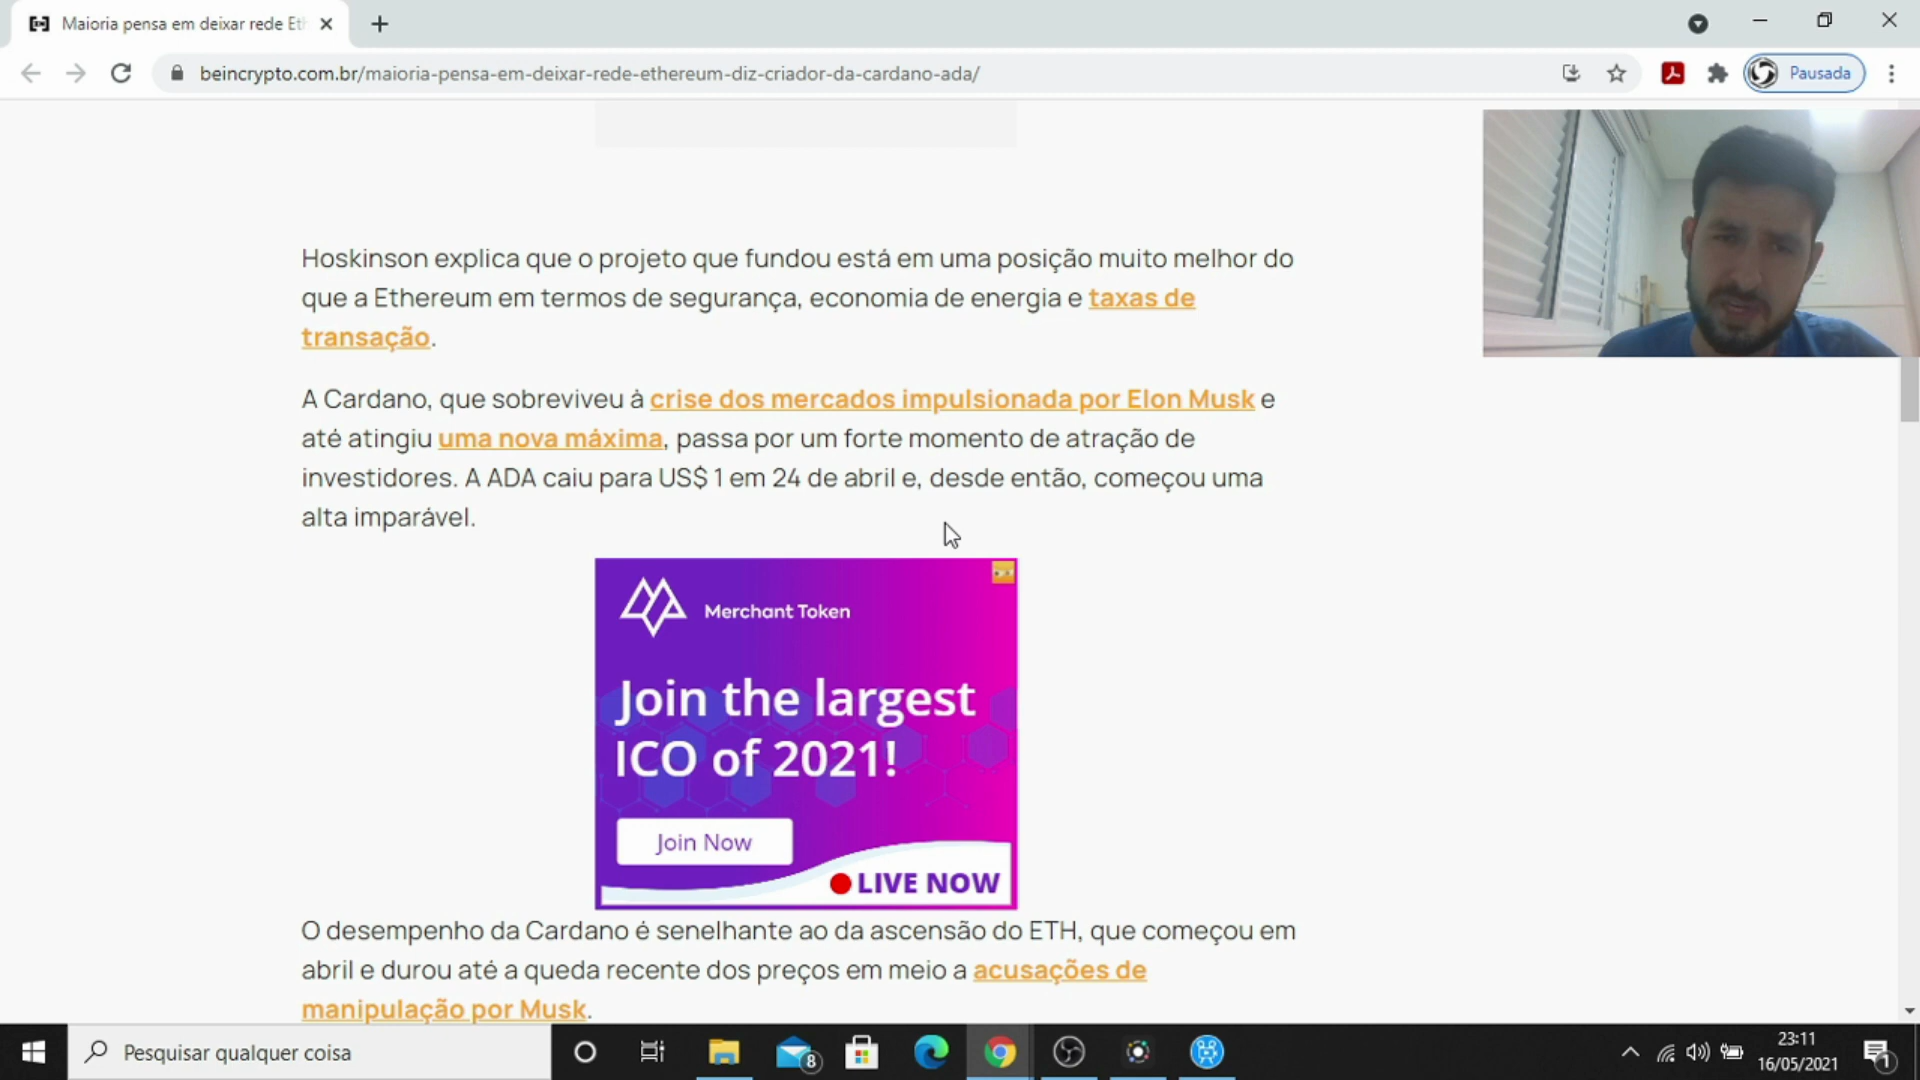 Maioria pensa em deixar rede Eth
beincrypto.com.br/maioria-pensa-em-deixar-rede-ethereum-diz-criador-da-cardano-ada/
Pausada
Hoskinson explica que o projeto que fundou está em uma posição muito melhor do
que a Ethereum em termos de segurança, economia de energia e taxas de
transação.
A Cardano, que sobreviveu à crise dos mercados impulsionada por Elon Musk e
até atingiu uma nova máxima, passa por um forte momento de atração de
investidores. A ADA caiu para US$ 1 em 24 de abril e, desde então, começou uma
alta imparável.
Merchant Token
Join the largest
ICO of 2021!
Join Now
LIVE NOW
O desempenho da Cardano é senelhante ao da ascensão do ETH, que começou em
abril e durou até a queda recente dos preços em meio a acusações de
manipulação por Musk.
Pesquisar qualquer coisa
8
23:11
16/05/2021
1